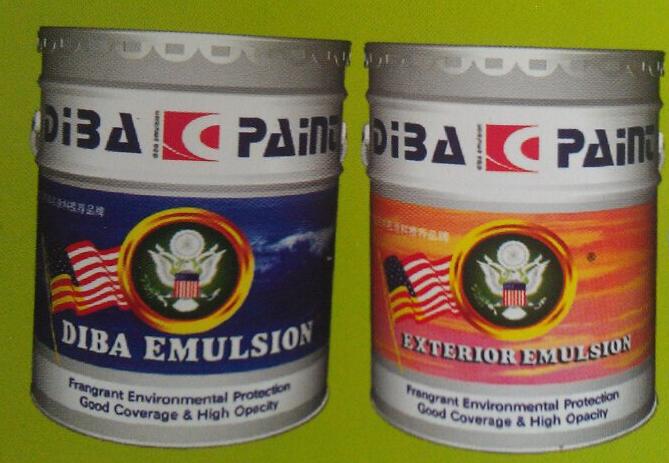 DiBA PAiNT
DIBA EMULSION
Frangrant Environmental Protection
Good Coverage & High Opacity
DiBA PAiNT
EXTERIOR EMULSION
Frangrant Environmental Protection
Good Coverage & High Opacity